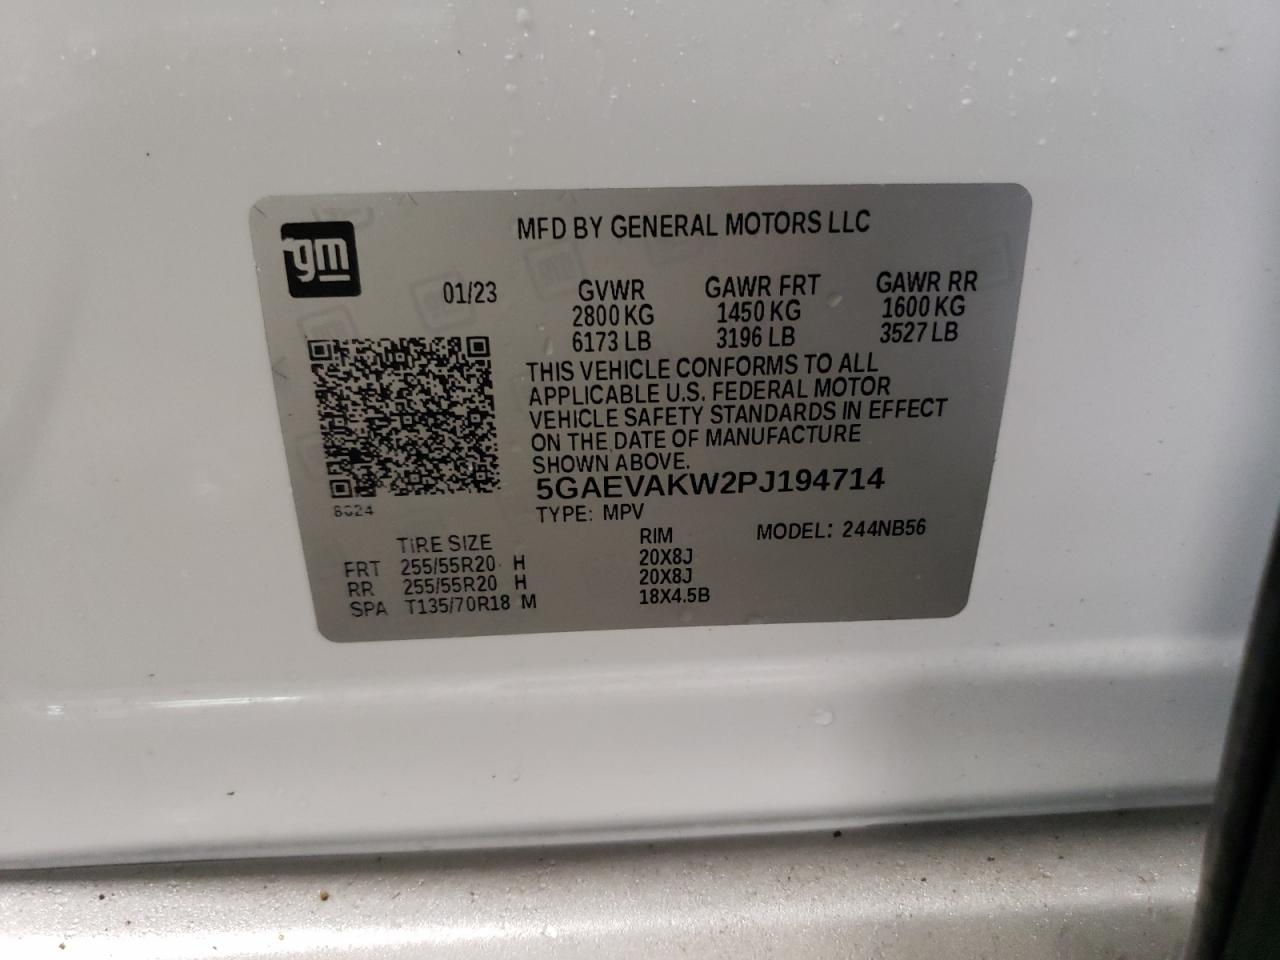 gm
MFD BY GENERAL MOTORS LLC
01/23 GVWR GAWR FRT GAWR RR
2800 KG 1450 KG 1600 KG
6173 LB 3196 LB 3527 LB
THIS VEHICLE CONFORMS TO ALL
APPLICABLE U.S. FEDERAL MOTOR
VEHICLE SAFETY STANDARDS IN EFFECT
ON THE DATE OF MANUFACTURE
SHOWN ABOVE.
5GAEVAKW2PJ194714
8624
TYPE: MPV MODEL: 244NB56
TIRE SIZE RIM
FRT 255/55R20 H 20X8J
RR 255/55R20 H 20X8J
SPA T135/70R18 M 18X4.5B